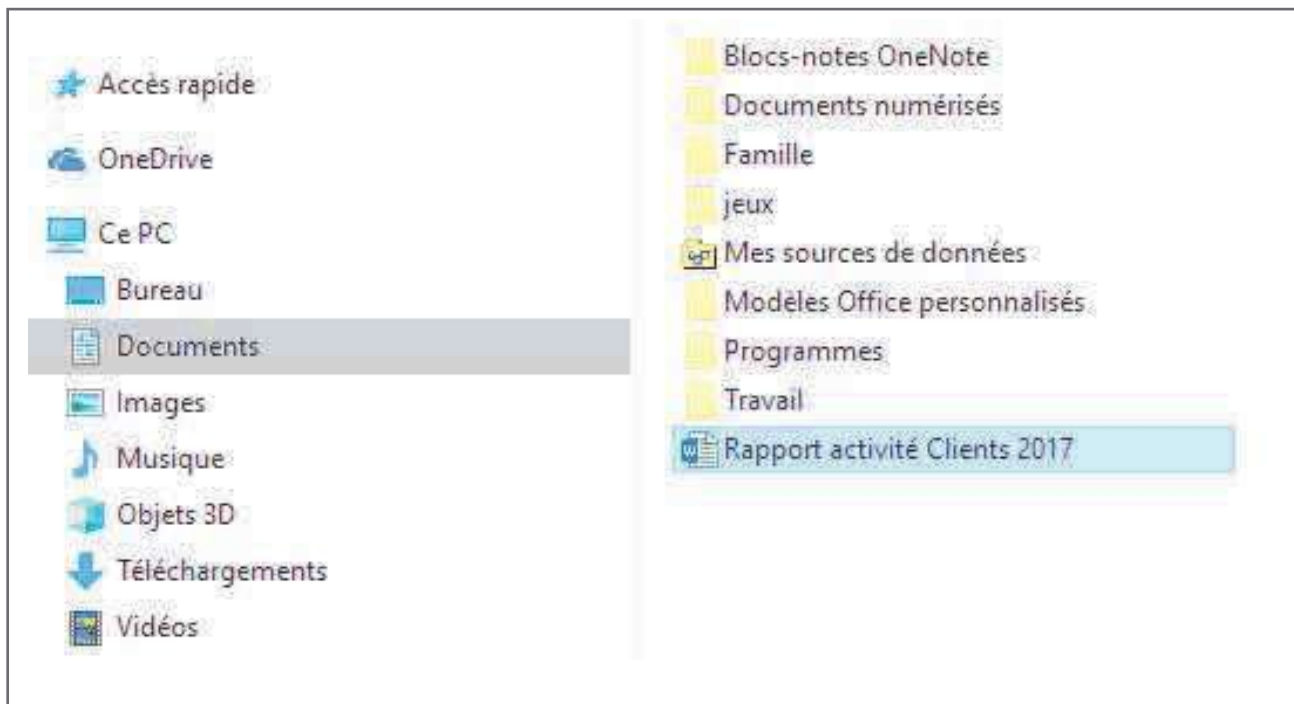 Accès rapide
OneDrive
Ce PC
Bureau
Documents
Images
Musique
Objets 3D
Téléchargements
Vidéos
Blocs-notes OneNote
Documents numérisés
Famille
jeux
Mes sources de données
Modèles Office personnalisés
Programmes
Travail
Rapport activité Clients 2017